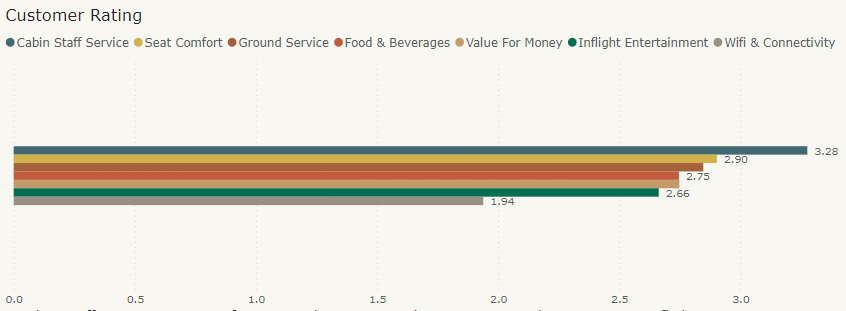 Customer Rating
Cabin Staff Service Seat Comfort Ground Service Food & Beverages Value For Money Inflight Entertainment Wifi & Connectivity
3.28
2.90
2.75
2.66
1.94
0.0 0.5 1.0 1.5 2.0 2.5 3.0